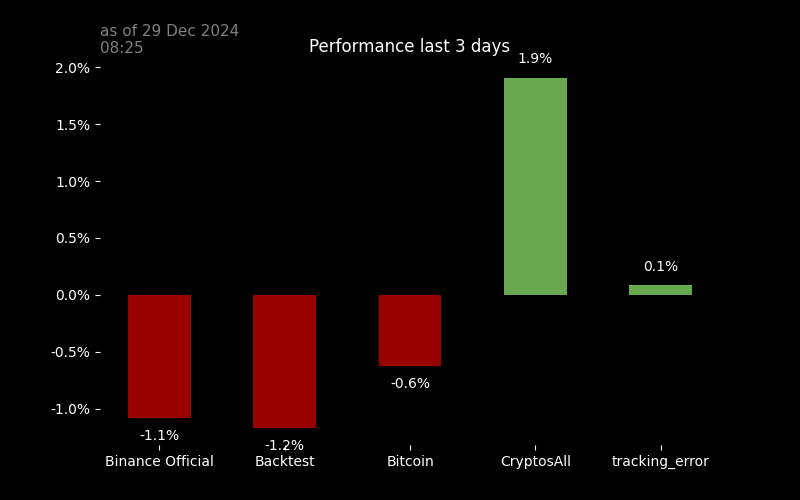 as of 29 Dec 2024
08:25
Performance last 3 days
2.0%
1.5%
1.0%
0.5%
0.0%
-0.5%
-1.0%
-1.1%
-1.2%
-0.6%
1.9%
0.1%
Binance Official
Backtest
Bitcoin
CryptosAll
tracking_error